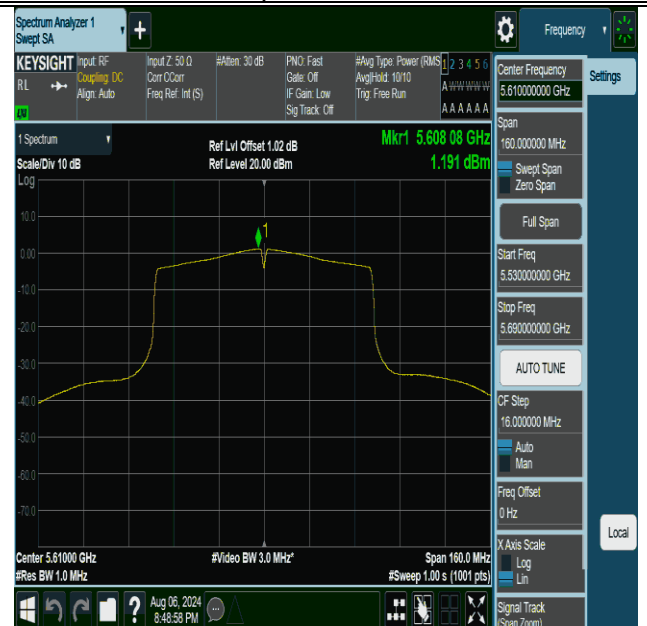 Spectrum Analyzer 1
Swept SA
+
Frequency
KEYSIGHT
RL
LXI
Input: RF
Coupling: DC
Align: Auto
Input Z: 50 Ω
Corr CCorr
Freq Ref: Int (S)
#Atten: 30 dB
PNO: Fast
Gate: Off
IF Gain: Low
Sig Track: Off
#Avg Type: Power (RMS
Avg|Hold: 10/10
Trig: Free Run
1 2 3 4 5 6
A W W W W W
A A A A A A
Center Frequency
5.610000000 GHz
Settings
Span
160.000000 MHz
Swept Span
Zero Span
Full Span
Start Freq
5.530000000 GHz
Stop Freq
5.690000000 GHz
AUTO TUNE
CF Step
16.000000 MHz
Auto
Man
Freq Offset
0 Hz
X Axis Scale
Log
Lin
Signal Track
(Span Zoom)
Local
1 Spectrum
Scale/Div 10 dB
Log
Ref Lvl Offset 1.02 dB
Ref Level 20.00 dBm
Mkr1 5.608 08 GHz
1.191 dBm
1
10.0
0.00
-10.0
-20.0
-30.0
-40.0
-50.0
-60.0
-70.0
Center 5.61000 GHz
#Res BW 1.0 MHz
#Video BW 3.0 MHz*
Span 160.0 MHz
#Sweep 1.00 s (1001 pts)
?
Aug 06, 2024
8:48:56 PM